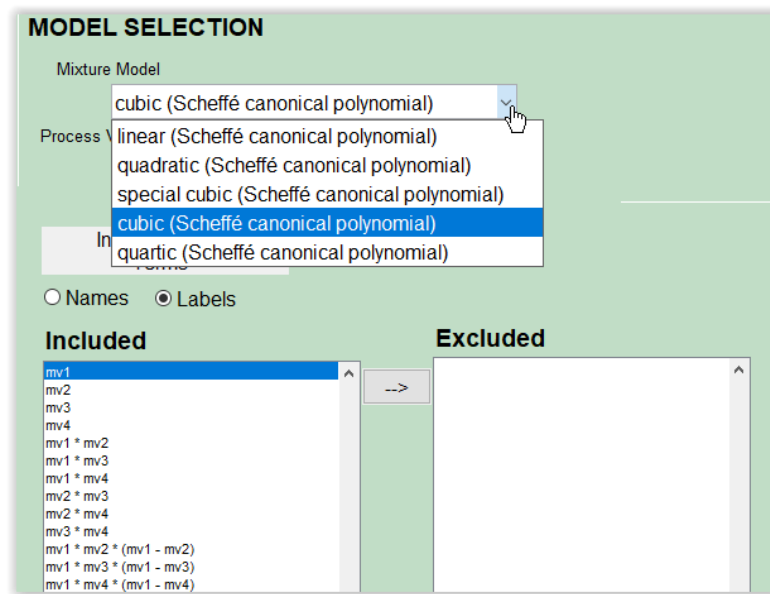 MODEL SELECTION
Mixture Model
cubic (Scheffé canonical polynomial)
Process V
linear (Scheffé canonical polynomial)
quadratic (Scheffé canonical polynomial)
special cubic (Scheffé canonical polynomial)
cubic (Scheffé canonical polynomial)
quartic (Scheffé canonical polynomial)
In
Names Labels
Included Excluded
mv1
-->
mv2
mv3
mv4
mv1 * mv2
mv1 * mv3
mv1 * mv4
mv2 * mv3
mv2 * mv4
mv3 * mv4
mv1 * mv2 * (mv1 - mv2)
mv1 * mv3 * (mv1 - mv3)
mv1 * mv4 * (mv1 - mv4)